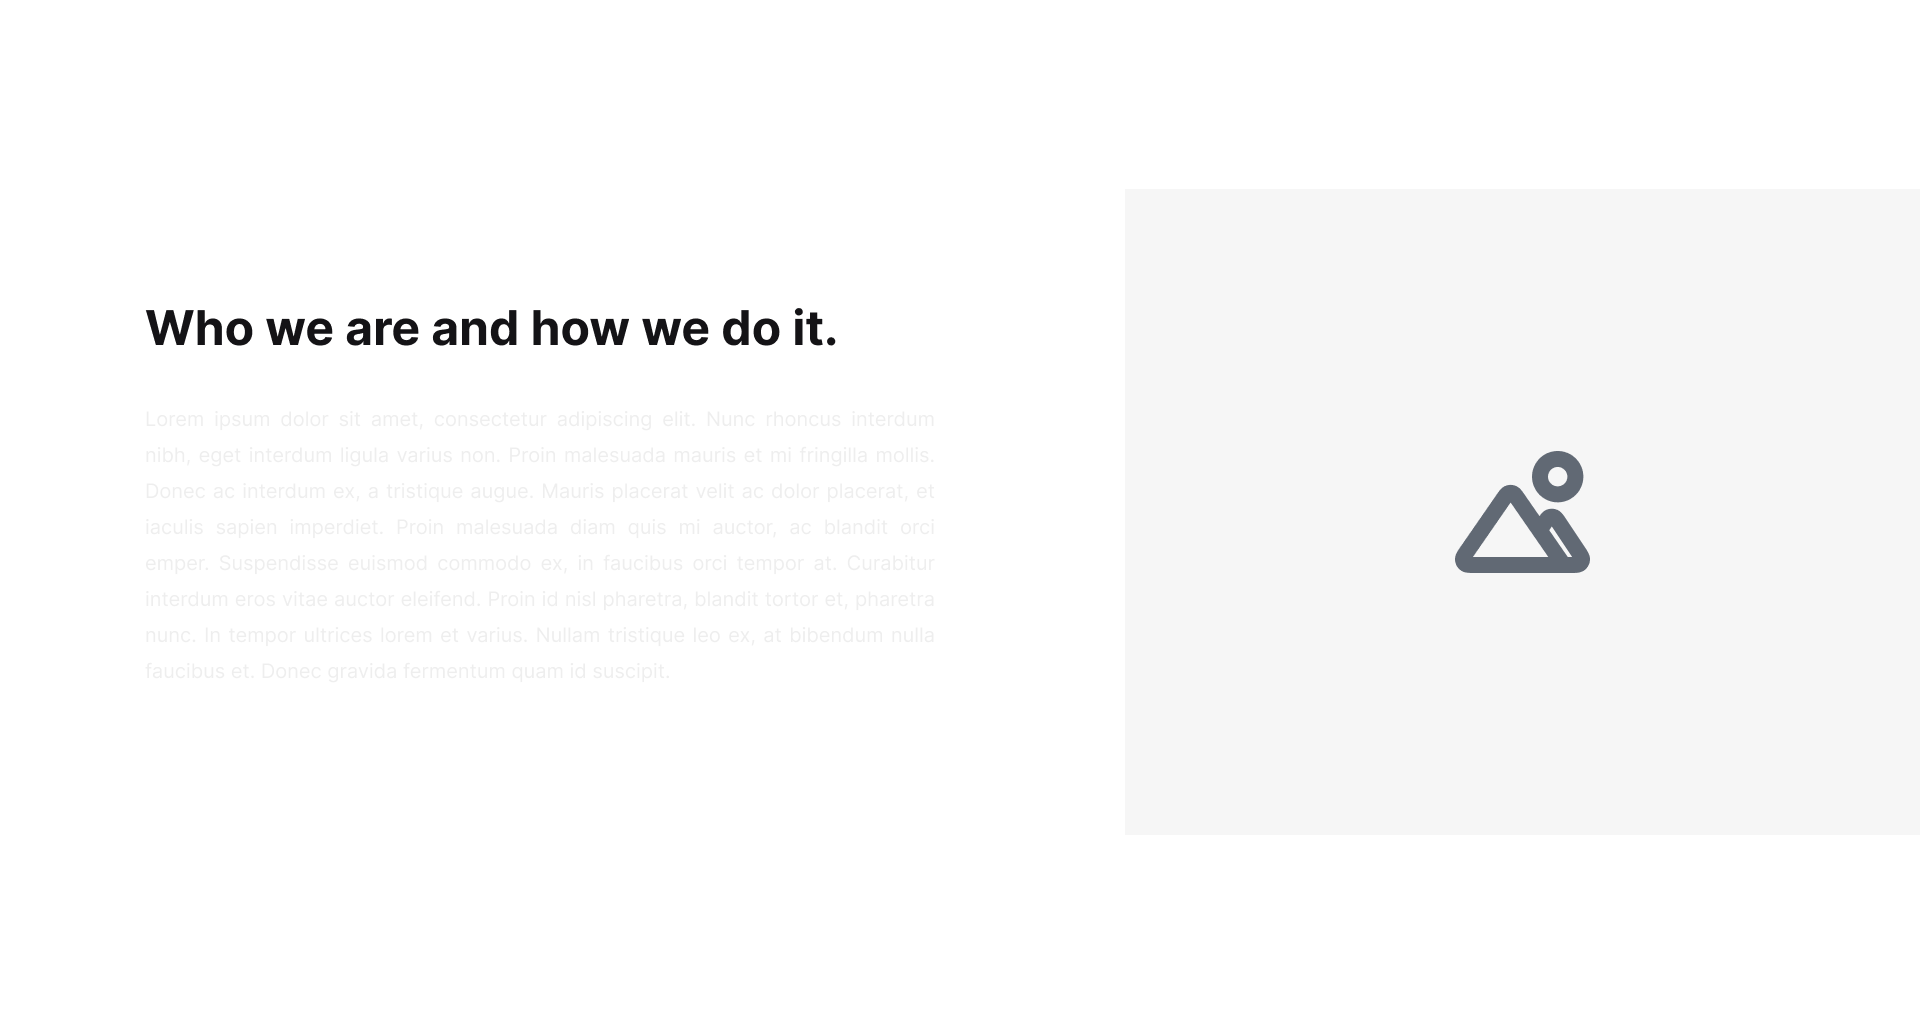 Who we are and how we do it.
Lorem ipsum dolor sit amet, consectetur adipiscing elit. Nunc rhoncus interdum
nibh, eget interdum ligula varius non. Proin malesuada mauris et mi fringilla mollis.
Donec ac interdum ex, a tristique augue. Mauris placerat velit ac dolor placerat, et
iaculis sapien imperdiet. Proin malesuada diam quis mi auctor, ac blandit orci
emper. Suspendisse euismod commodo ex, in faucibus orci tempor at. Curabitur
interdum eros vitae auctor eleifend. Proin id nisl pharetra, blandit tortor et, pharetra
nunc. In tempor ultrices lorem et varius. Nullam tristique leo ex, at bibendum nulla
faucibus et. Donec gravida fermentum quam id suscipit.